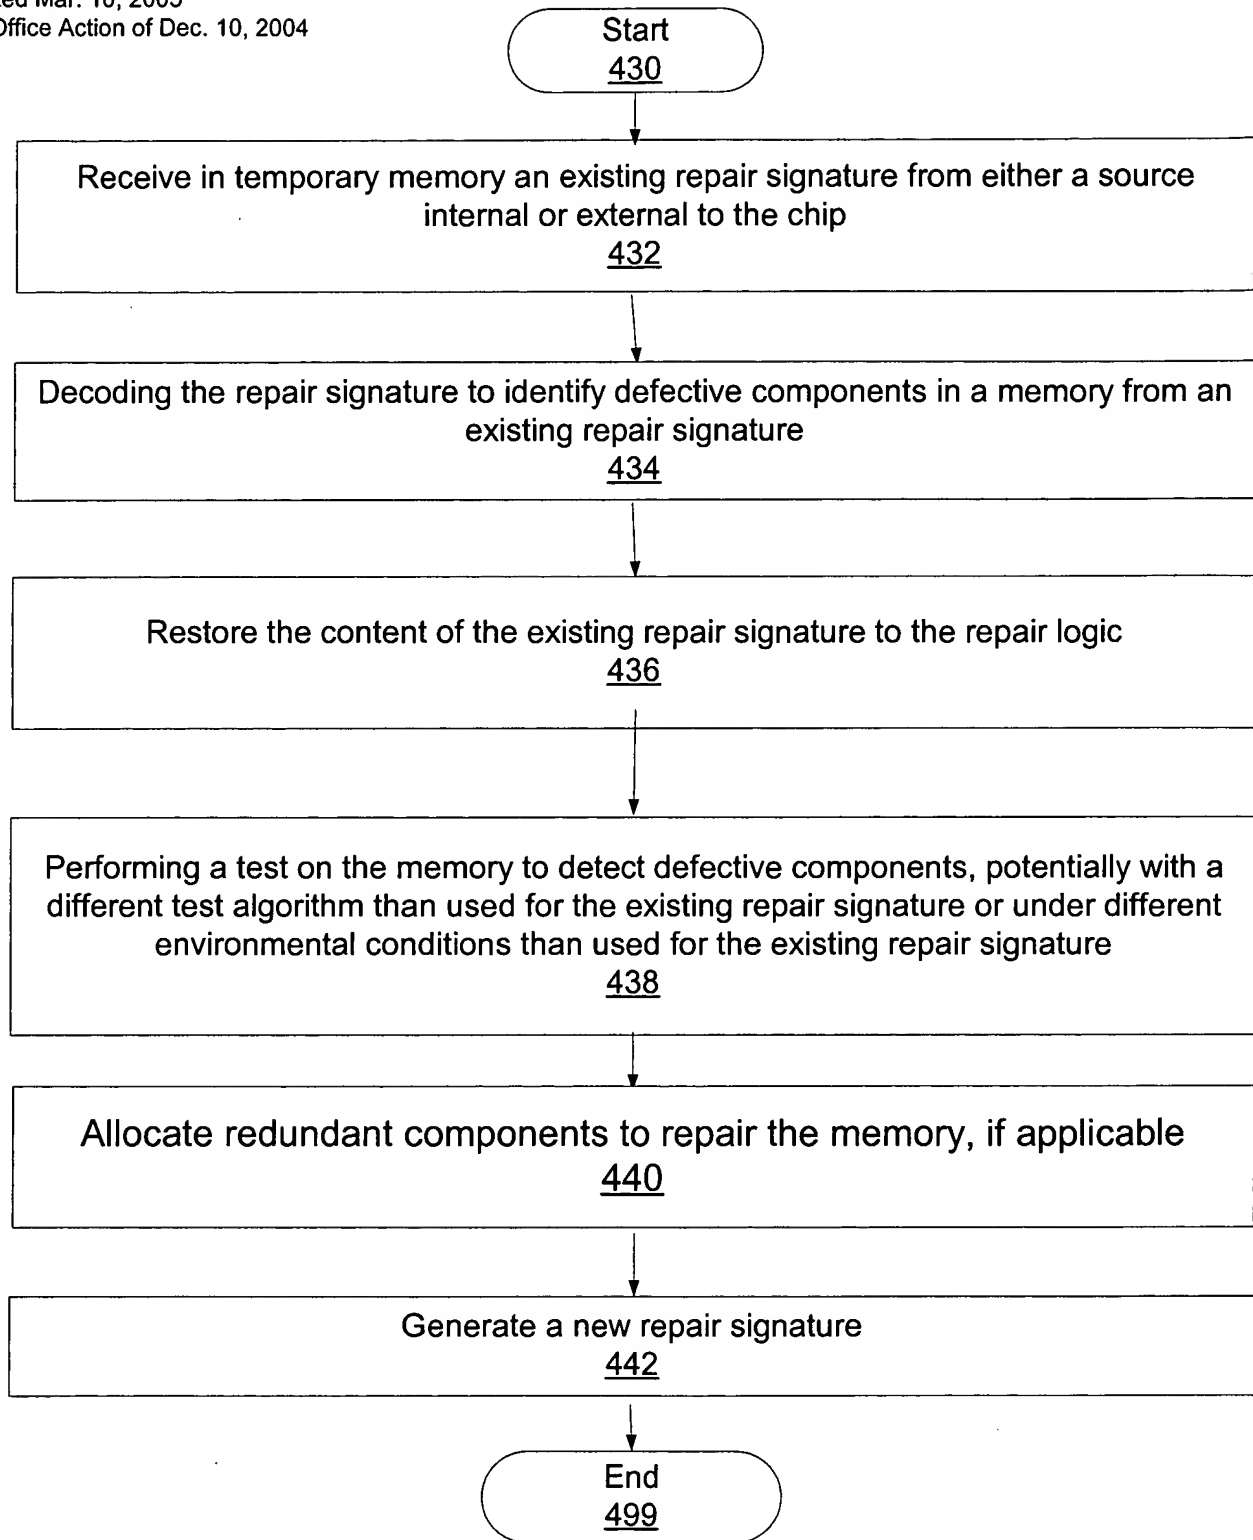 Mar. 10, 2005
Office Action of Dec. 10, 2004
Start
430
Receive in temporary memory an existing repair signature from either a source
internal or external to the chip
432
Decoding the repair signature to identify defective components in a memory from an
existing repair signature
434
Restore the content of the existing repair signature to the repair logic
436
Performing a test on the memory to detect defective components, potentially with a
different test algorithm than used for the existing repair signature or under different
environmental conditions than used for the existing repair signature
438
Allocate redundant components to repair the memory, if applicable
440
Generate a new repair signature
442
End
499